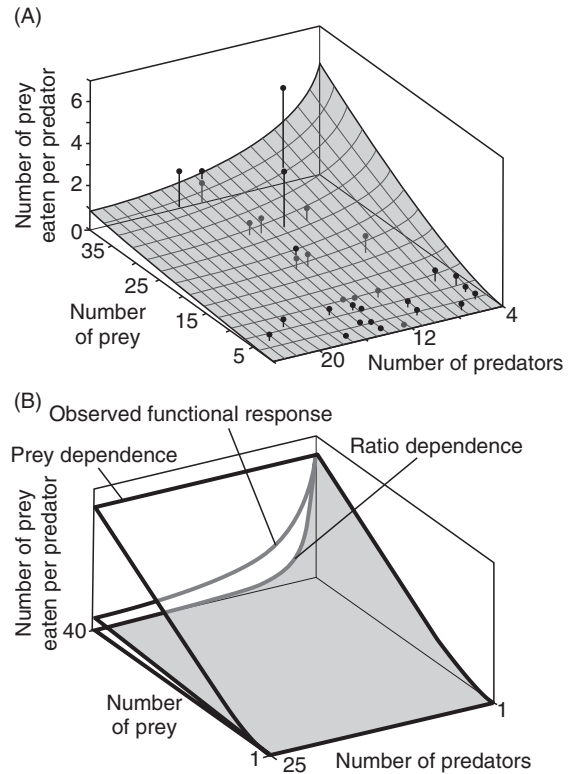 (A)
Number of prey
eaten per predator
6
4
2
0
35
25
15
5
Number
of prey
4
12
20
Number of predators
(B)
Observed functional response
Prey dependence
Ratio dependence
Number of prey
eaten per predator
40
Number
of prey
1
25
1
Number of predators